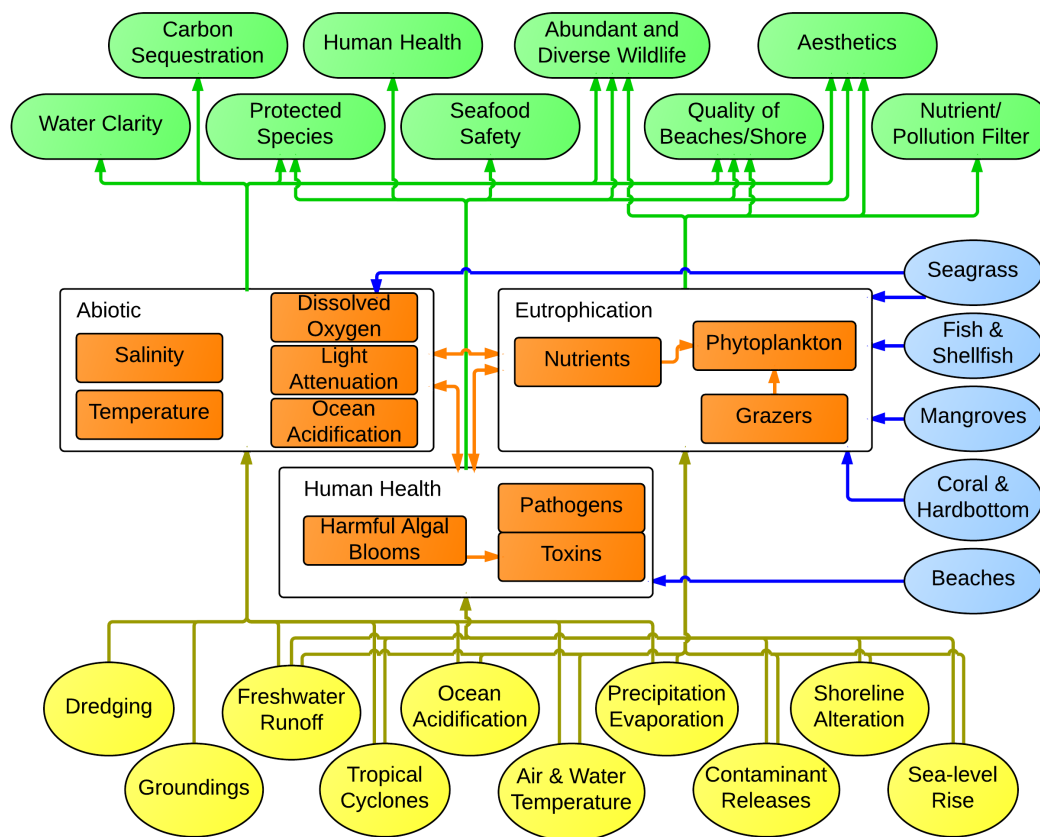 Carbon
Sequestration
Human Health
Abundant and
Diverse Wildlife
Aesthetics
Water Clarity
Protected
Species
Seafood
Safety
Quality of
Beaches/Shore
Nutrient/
Pollution Filter
Abiotic
Salinity
Temperature
Dissolved
Oxygen
Light
Attenuation
Ocean
Acidification
Eutrophication
Nutrients
Phytoplankton
Grazers
Seagrass
Fish &
Shellfish
Mangroves
Coral &
Hardbottom
Beaches
Human Health
Harmful Algal
Blooms
Pathogens
Toxins
Dredging
Freshwater
Runoff
Ocean
Acidification
Precipitation
Evaporation
Shoreline
Alteration
Groundings
Tropical
Cyclones
Air & Water
Temperature
Contaminant
Releases
Sea-level
Rise